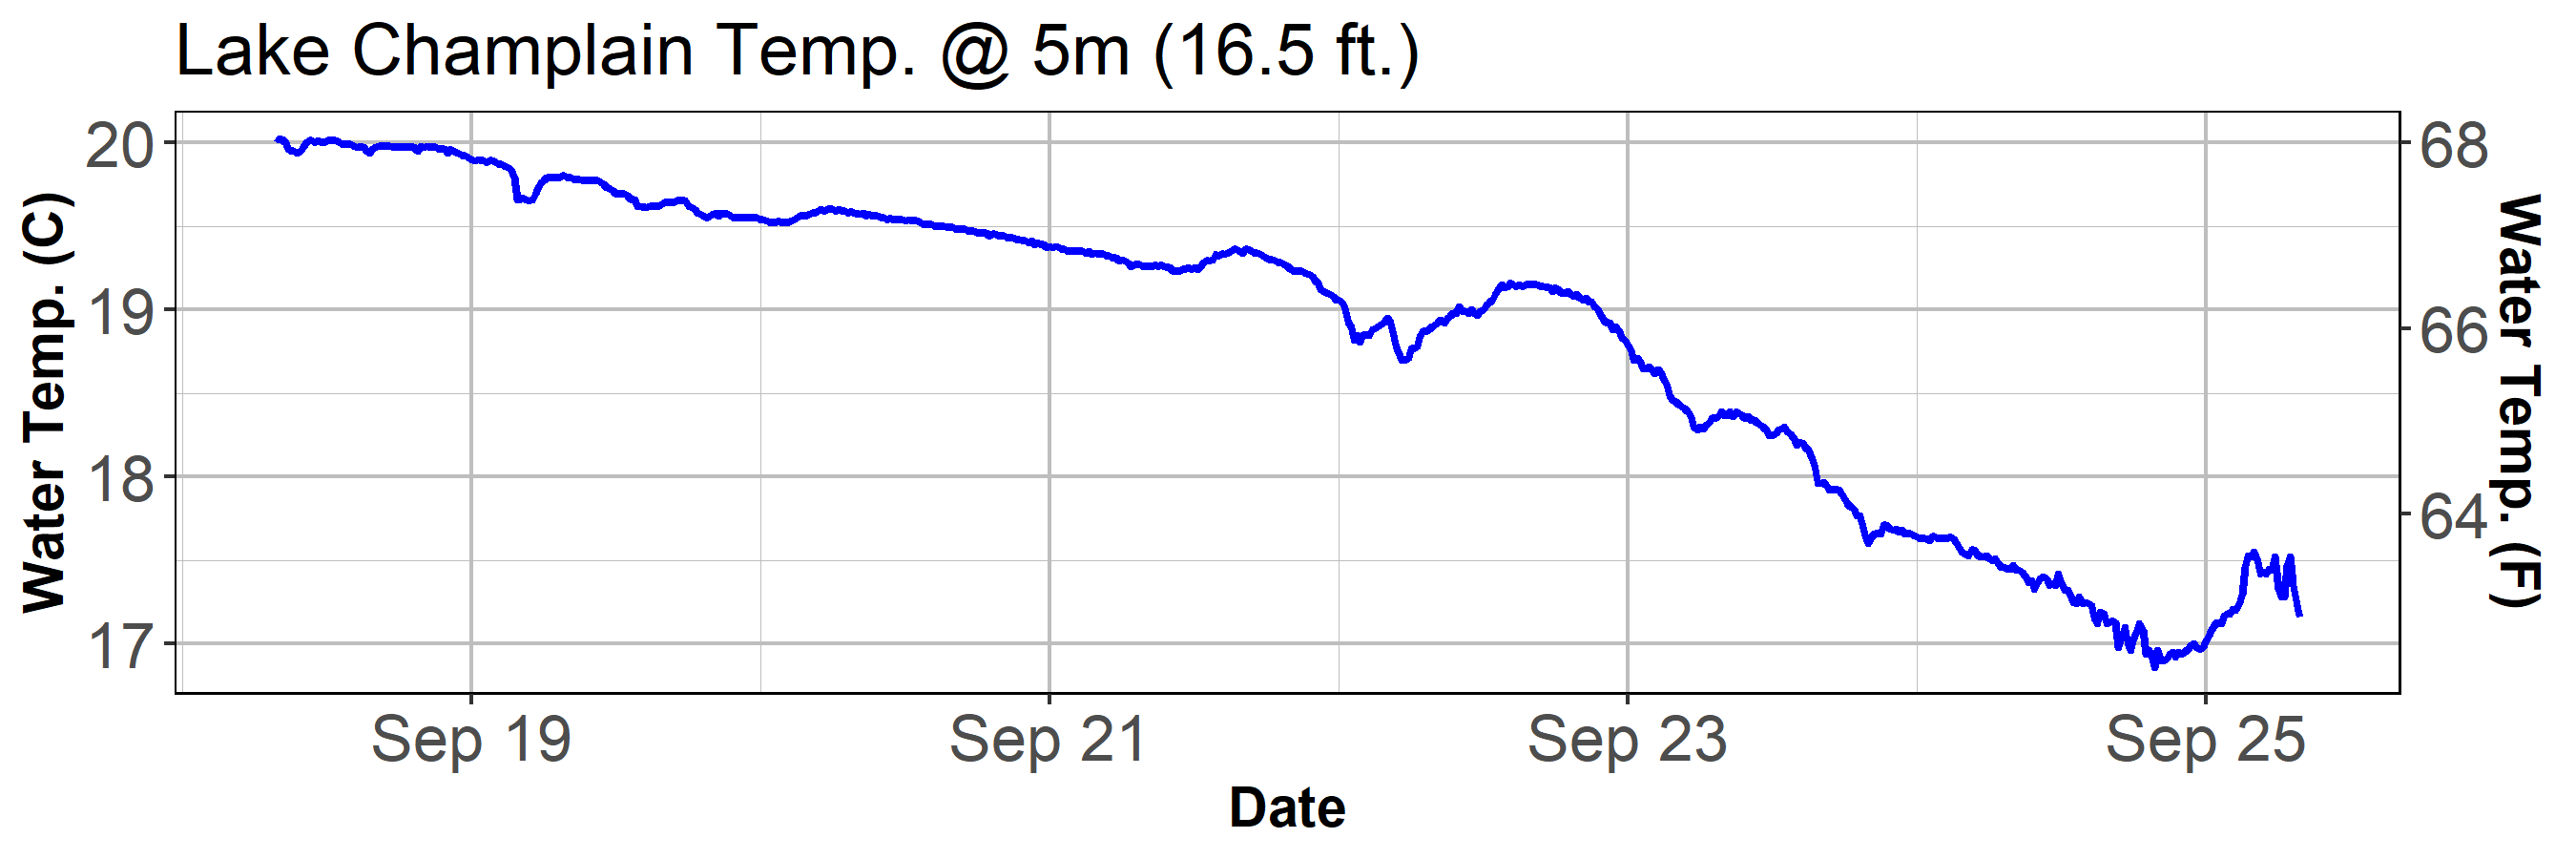 Lake Champlain Temp. @ 5m (16.5 ft.)
Water Temp. (C)
20
19
18
17
68
66
64
Water Temp. (F)
Sep 19
Sep 21
Sep 23
Sep 25
Date